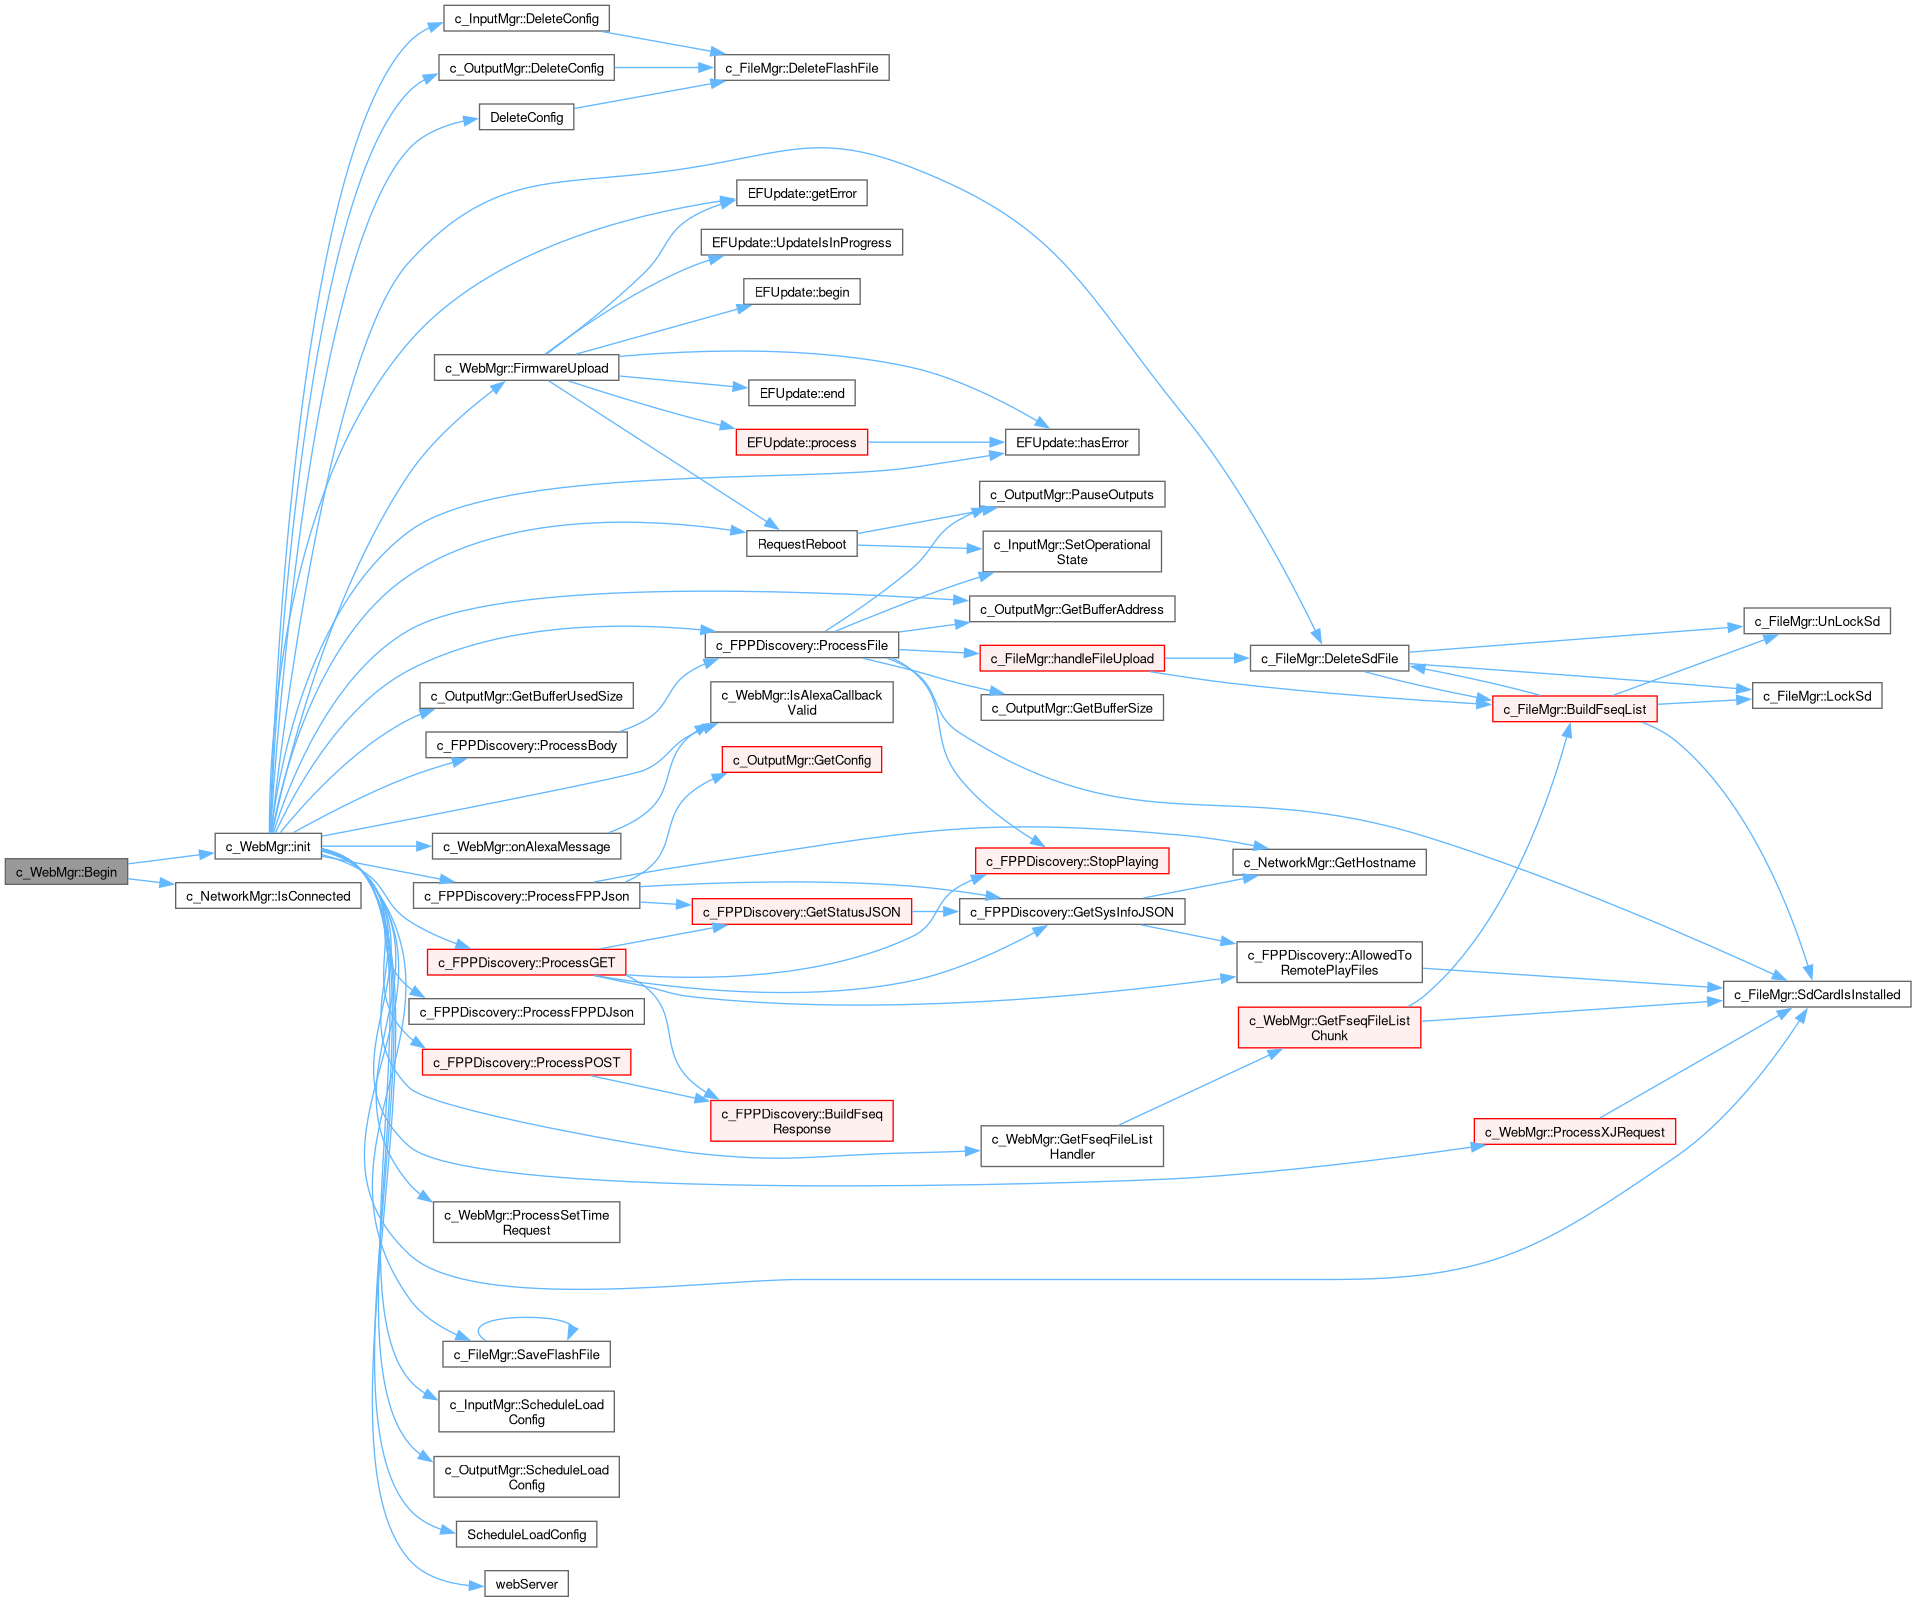 c_InputMgr::DeleteConfig
c_OutputMgr::DeleteConfig
c_FileMgr::DeleteFlashFile
DeleteConfig
EFUpdate::getError
EFUpdate::UpdateIsInProgress
EFUpdate::begin
c_WebMgr::FirmwareUpload
EFUpdate::end
EFUpdate::process
EFUpdate::hasError
c_OutputMgr::PauseOutputs
RequestReboot
c_InputMgr::SetOperational
State
c_OutputMgr::GetBufferAddress
c_FPPDiscovery::ProcessFile
c_FileMgr::handleFileUpload
c_FileMgr::DeleteSdFile
c_FileMgr::UnLockSd
c_OutputMgr::GetBufferUsedSize
c_WebMgr::IsAlexaCallback
Valid
c_OutputMgr::GetBufferSize
c_FileMgr::BuildFseqList
c_FileMgr::LockSd
c_FPPDiscovery::ProcessBody
c_OutputMgr::GetConfig
c_WebMgr::init
c_WebMgr::onAlexaMessage
c_FPPDiscovery::StopPlaying
c_NetworkMgr::GetHostname
c_WebMgr::Begin
c_NetworkMgr::IsConnected
c_FPPDiscovery::ProcessFPPJson
c_FPPDiscovery::GetStatusJSON
c_FPPDiscovery::GetSysInfoJSON
c_FPPDiscovery::ProcessGET
c_FPPDiscovery::AllowedTo
RemotePlayFiles
c_FileMgr::SdCardIsInstalled
c_FPPDiscovery::ProcessFPPDJson
c_WebMgr::GetFseqFileList
Chunk
c_FPPDiscovery::ProcessPOST
c_FPPDiscovery::BuildFseq
Response
c_WebMgr::GetFseqFileList
Handler
c_WebMgr::ProcessXJRequest
c_WebMgr::ProcessSetTime
Request
c_FileMgr::SaveFlashFile
c_InputMgr::ScheduleLoad
Config
c_OutputMgr::ScheduleLoad
Config
ScheduleLoadConfig
webServer